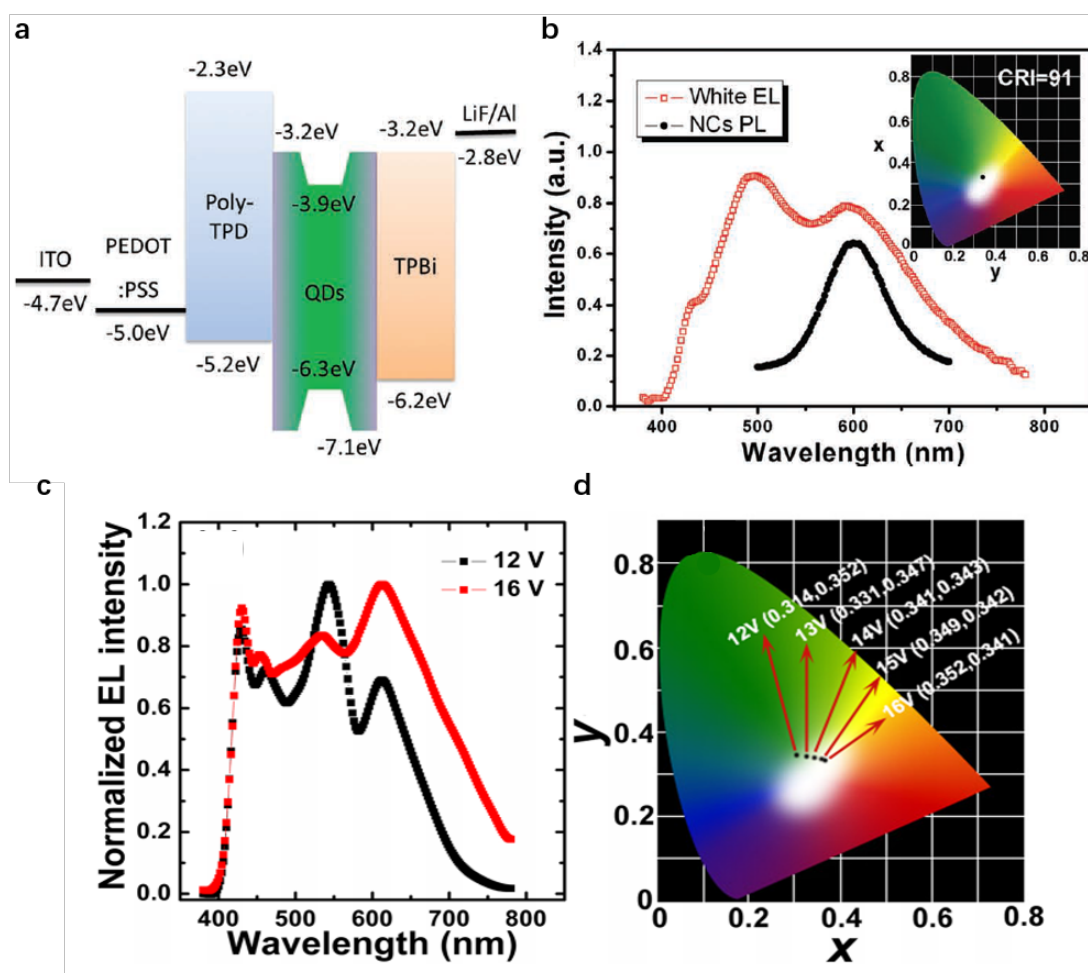 a
-2.3eV
-3.2eV
-3.2eV
LiF/Al
-2.8eV
-3.9eV
Poly-
TPD
PEDOT
:PSS
ITO
-4.7eV
-5.0eV
QDs
TPBi
-5.2eV
-6.3eV
-6.2eV
-7.1eV
b
White EL
NCs PL
CRI=91
0.8
0.6
x
0.4
0.2
0
0 0.2 0.4 0.6 0.8
y
1.4
1.2
1.0
0.8
0.6
0.4
0.2
0.0
Intensity (a.u.)
400 500 600 700 800
Wavelength (nm)
c
12 V
16 V
1.2
1.0
0.8
0.6
0.4
0.2
0.0
Normalized EL intensity
400 500 600 700 800
Wavelength (nm)
d
12V (0.314,0.352)
13V (0.331,0.347)
14V (0.341,0.343)
15V (0.349,0.342)
16V (0.352,0.341)
0.8
0.6
y
0.4
0.2
0
0 0.2 0.4 0.6 0.8
x